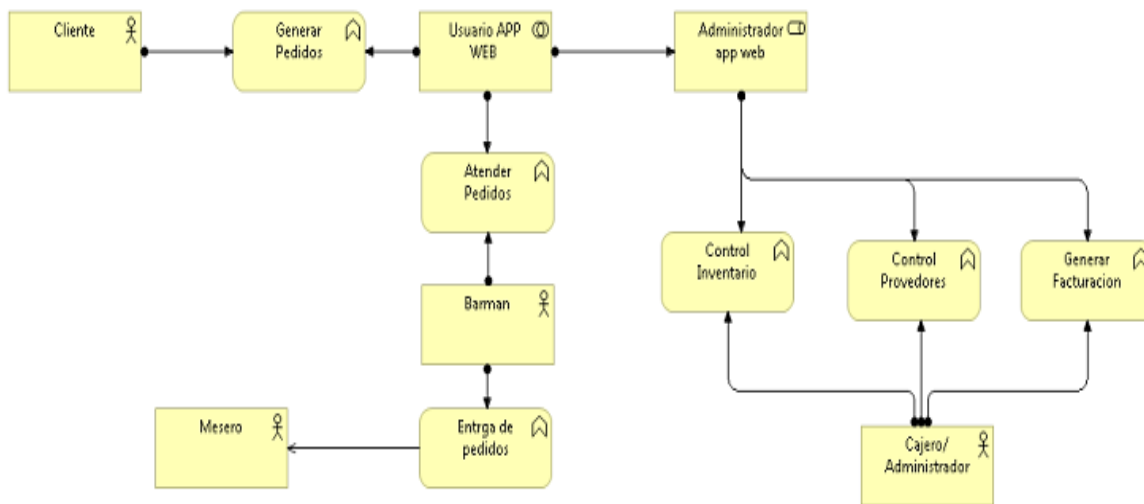 Cliente
Generar
Pedidos
Usuario APP
WEB
Administrador
app web
Atender
Pedidos
Control
Inventario
Control
Provedores
Generar
Facturacion
Barman
Mesero
Entrga de
pedidos
Cajero/
Administrador